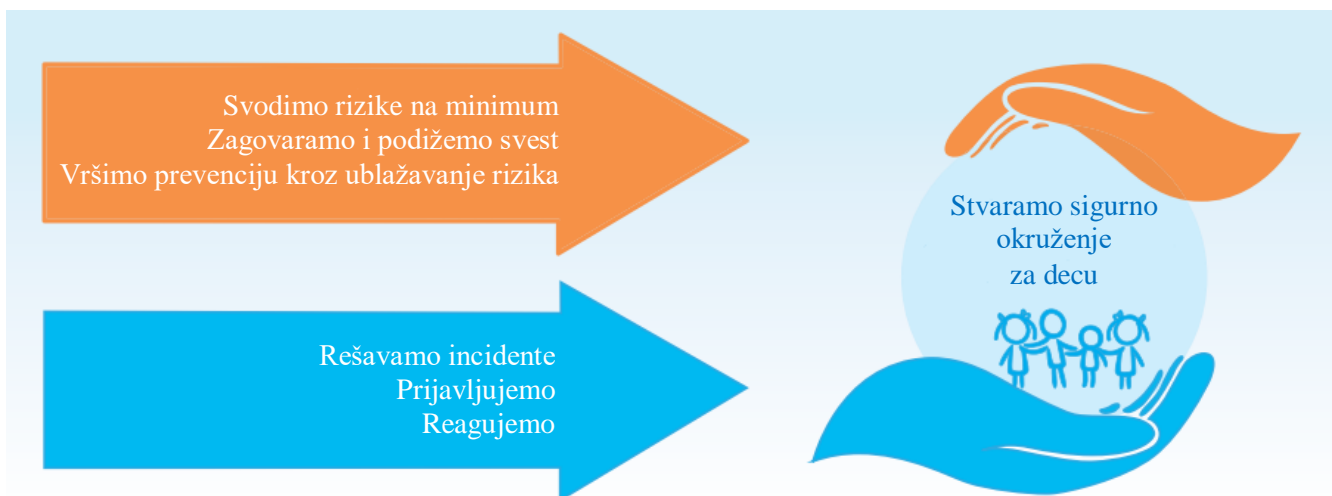 Svodimo rizike na minimum
Zagovaramo i podižemo svest
Vršimo prevenciju kroz ublažavanje rizika
Rešavamo incidente
Prijavljujemo
Reagujemo
Stvaramo sigurno
okruženje
za decu